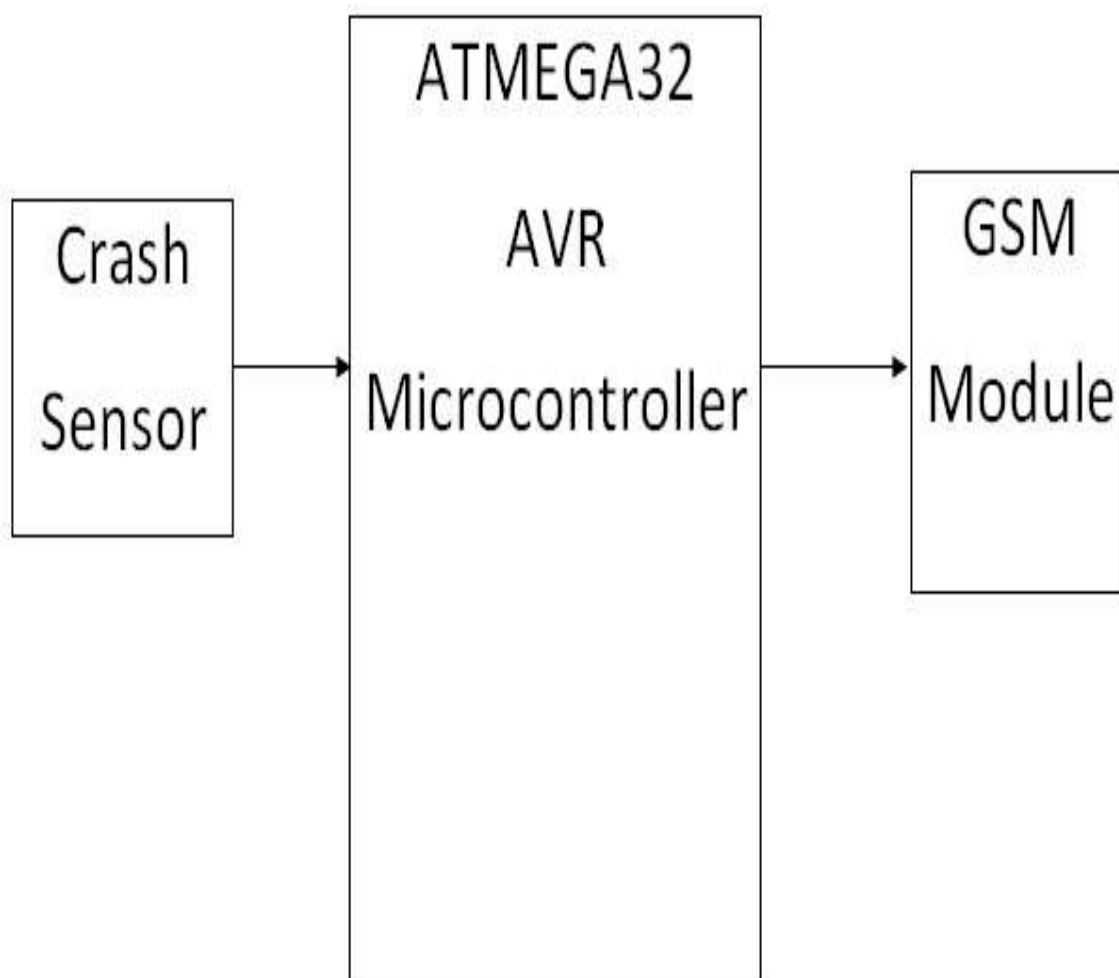 Crash
Sensor
ATMEGA32
AVR
Microcontroller
GSM
Module